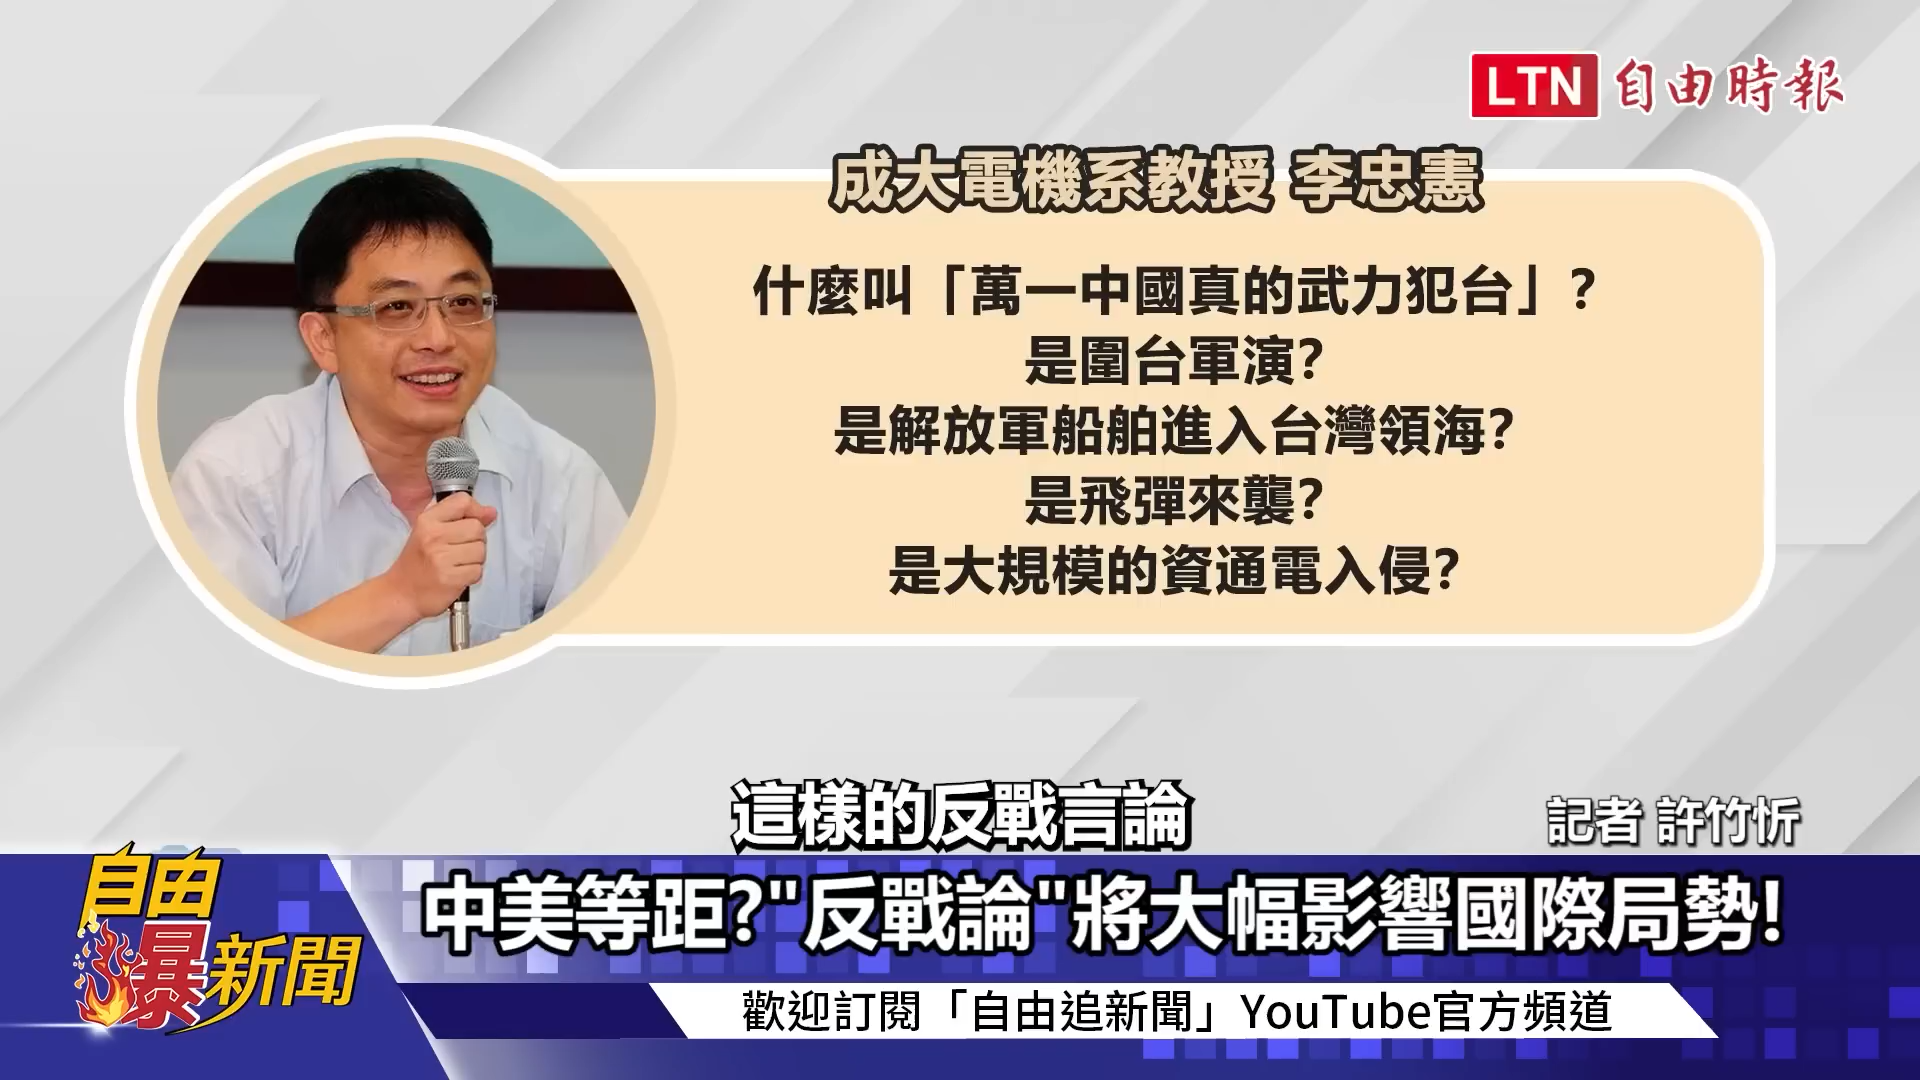 LTN 自由時報
成大電機系教授 李忠憲
什麼叫「萬一中國真的武力犯台」?
是圍台軍演?
是解放軍船舶進入台灣領海?
是飛彈來襲?
是大規模的資通電入侵?
這樣的反戰言論
記者 許竹忻
自由爆新聞
中美等距?"反戰論"將大幅影響國際局勢!
歡迎訂閱「自由追新聞」YouTube官方頻道